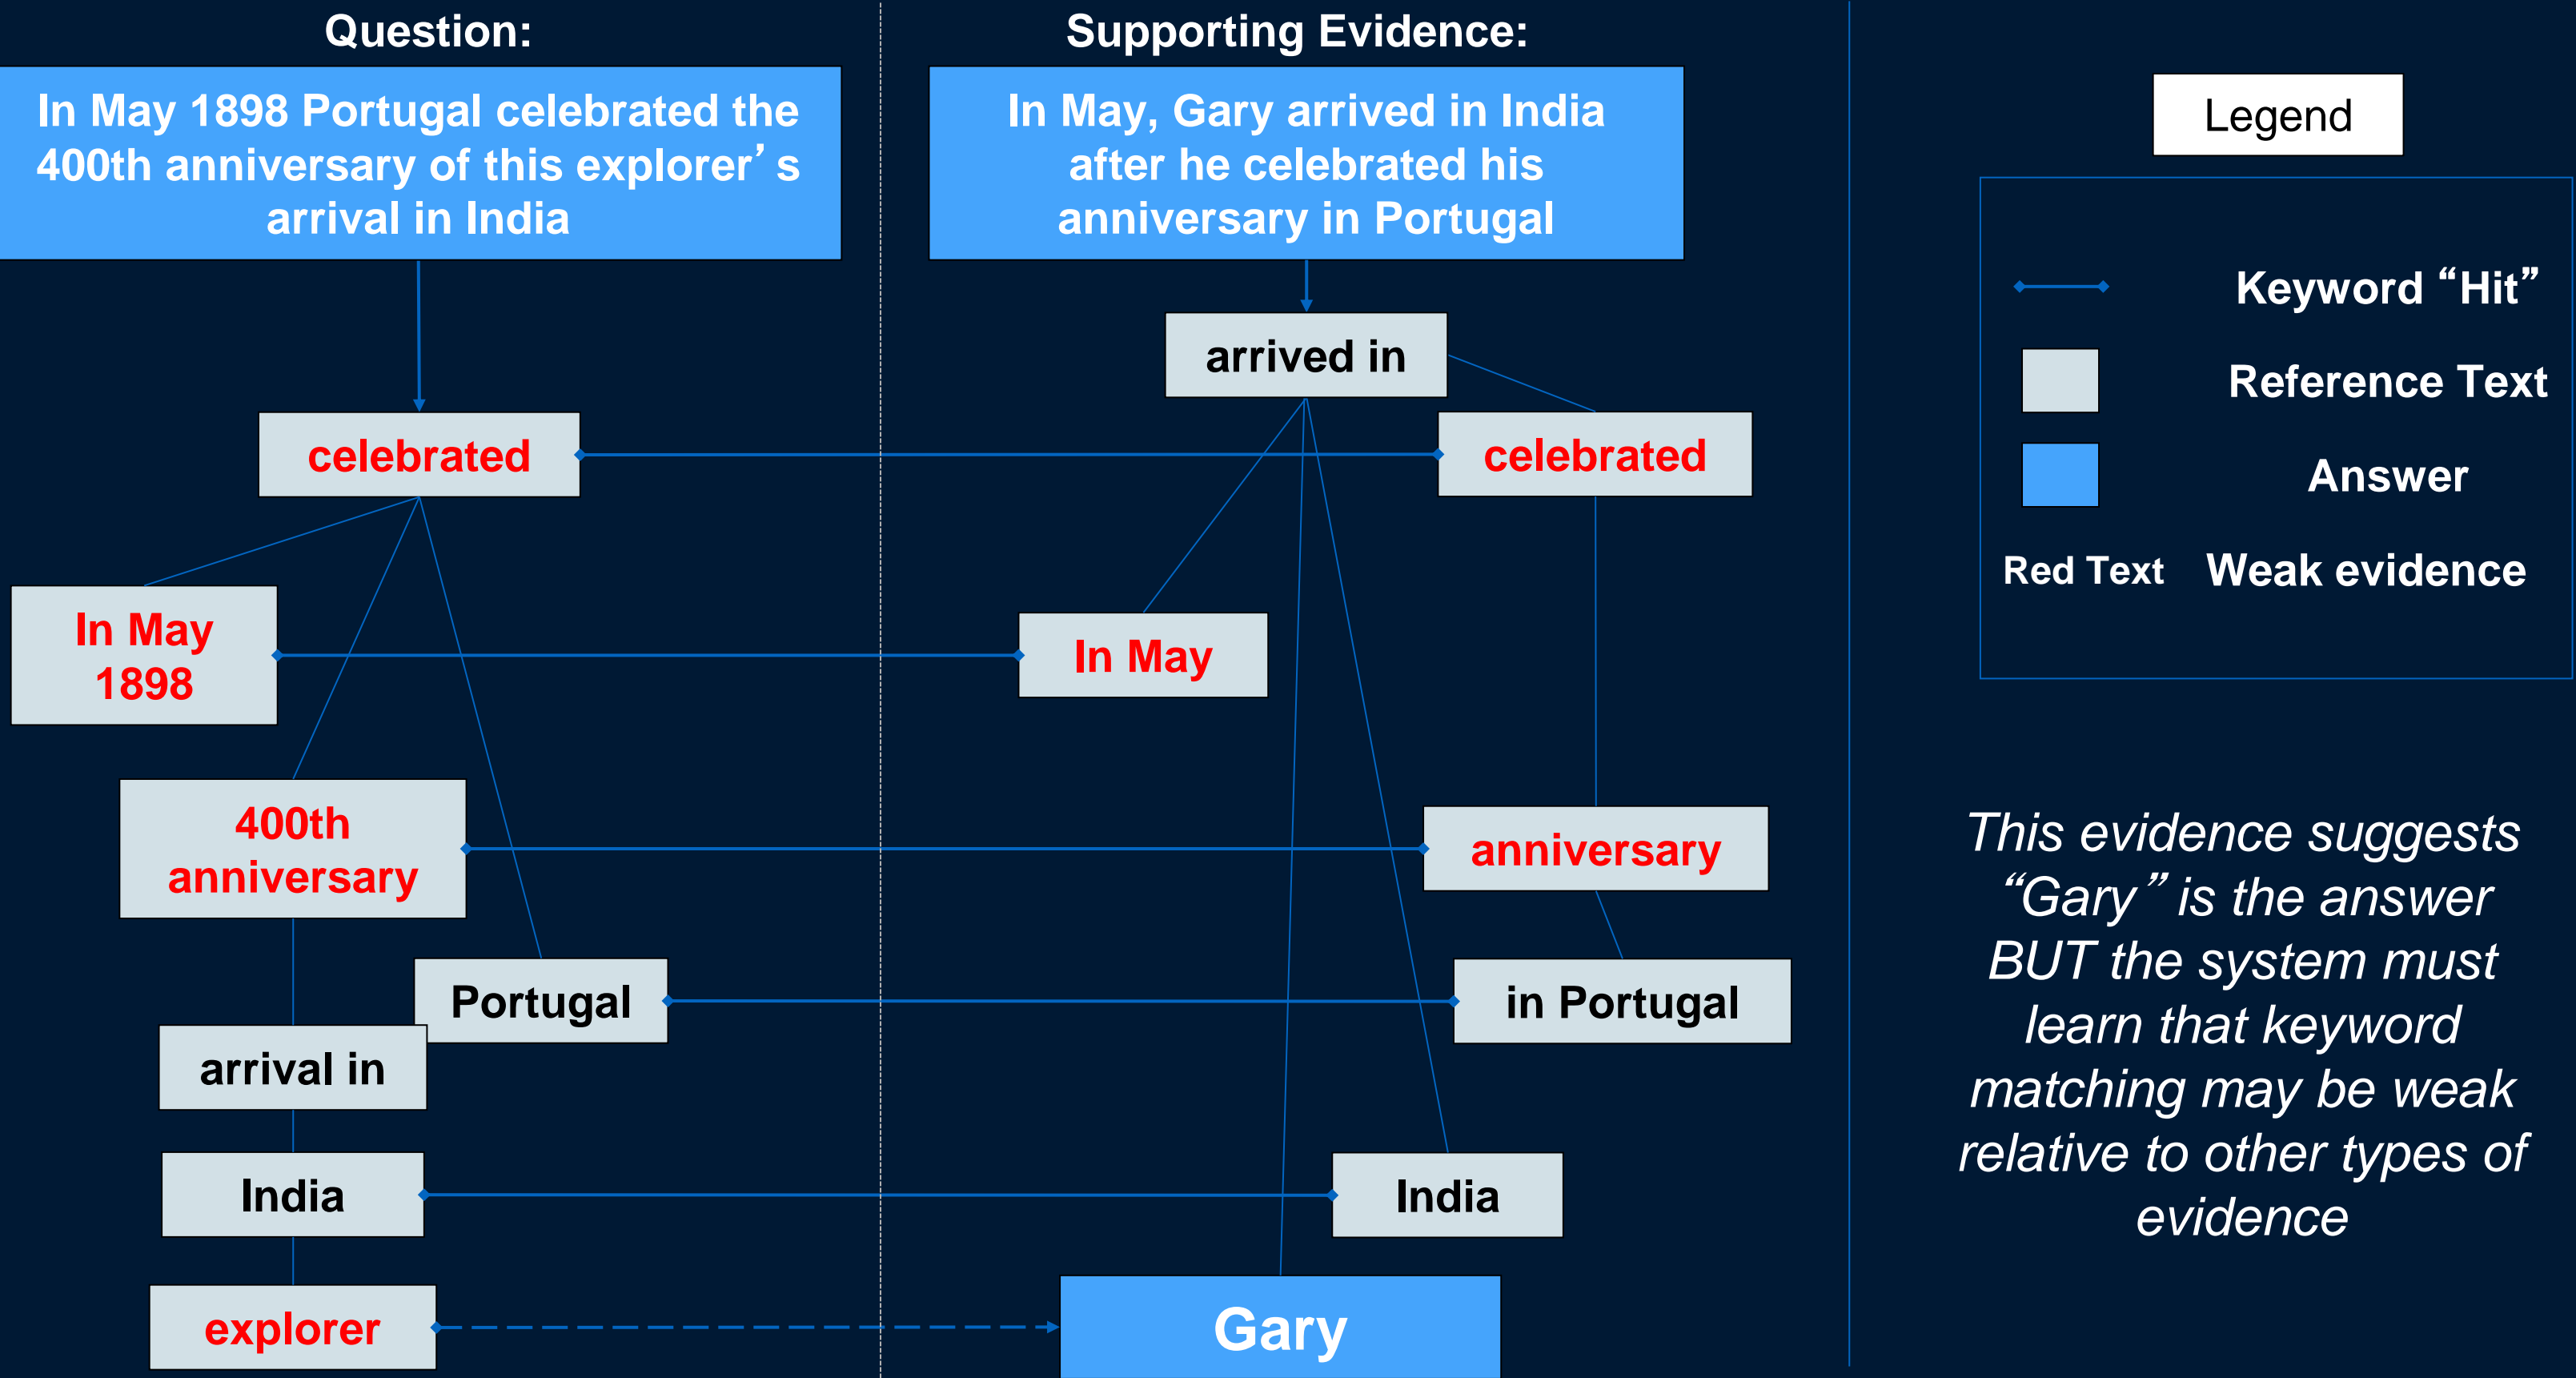 Question:
In May 1898 Portugal celebrated the
400th anniversary of this explorer’s
arrival in India
celebrated
In May
1898
400th
anniversary
Portugal
arrival in
India
explorer
Supporting Evidence:
In May, Gary arrived in India
after he celebrated his
anniversary in Portugal
arrived in
celebrated
In May
anniversary
in Portugal
India
Gary
Legend
Keyword “Hit”
Reference Text
Answer
Red Text Weak evidence
This evidence suggests
“Gary” is the answer
BUT the system must
learn that keyword
matching may be weak
relative to other types of
evidence